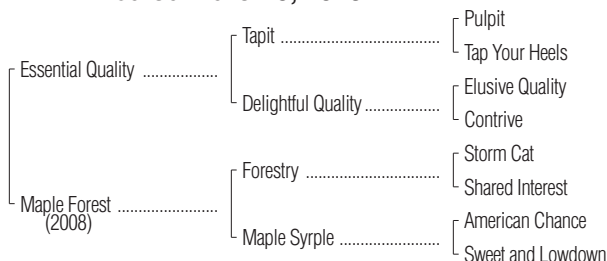 Pulpit
Tapit ........................................
Tap Your Heels
Essential Quality ...................
Elusive Quality
Delightful Quality ...................
Contrive
Storm Cat
Forestry ..................................
Shared Interest
Maple Forest .........................
(2008)
American Chance
Maple Syrple .........................
Sweet and Lowdown